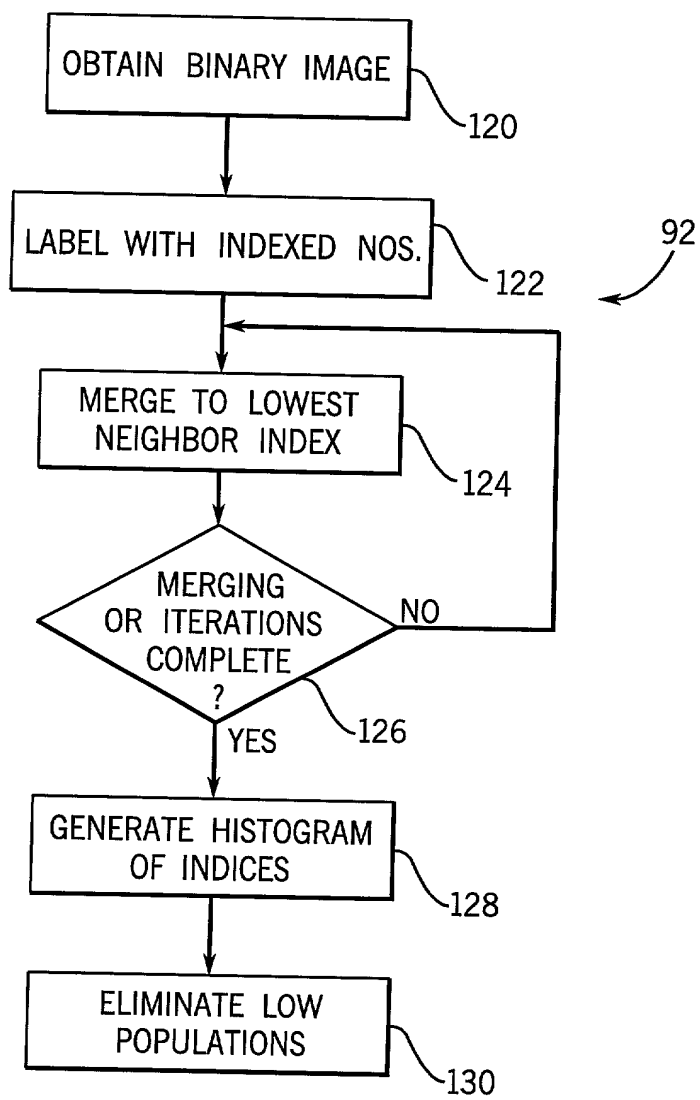 OBTAIN BINARY IMAGE
120
LABEL WITH INDEXED NOS.
122
92
MERGE TO LOWEST
NEIGHBOR INDEX
124
MERGING
OR ITERATIONS
COMPLETE
?
NO
126
YES
GENERATE HISTOGRAM
OF INDICES
128
ELIMINATE LOW
POPULATIONS
130